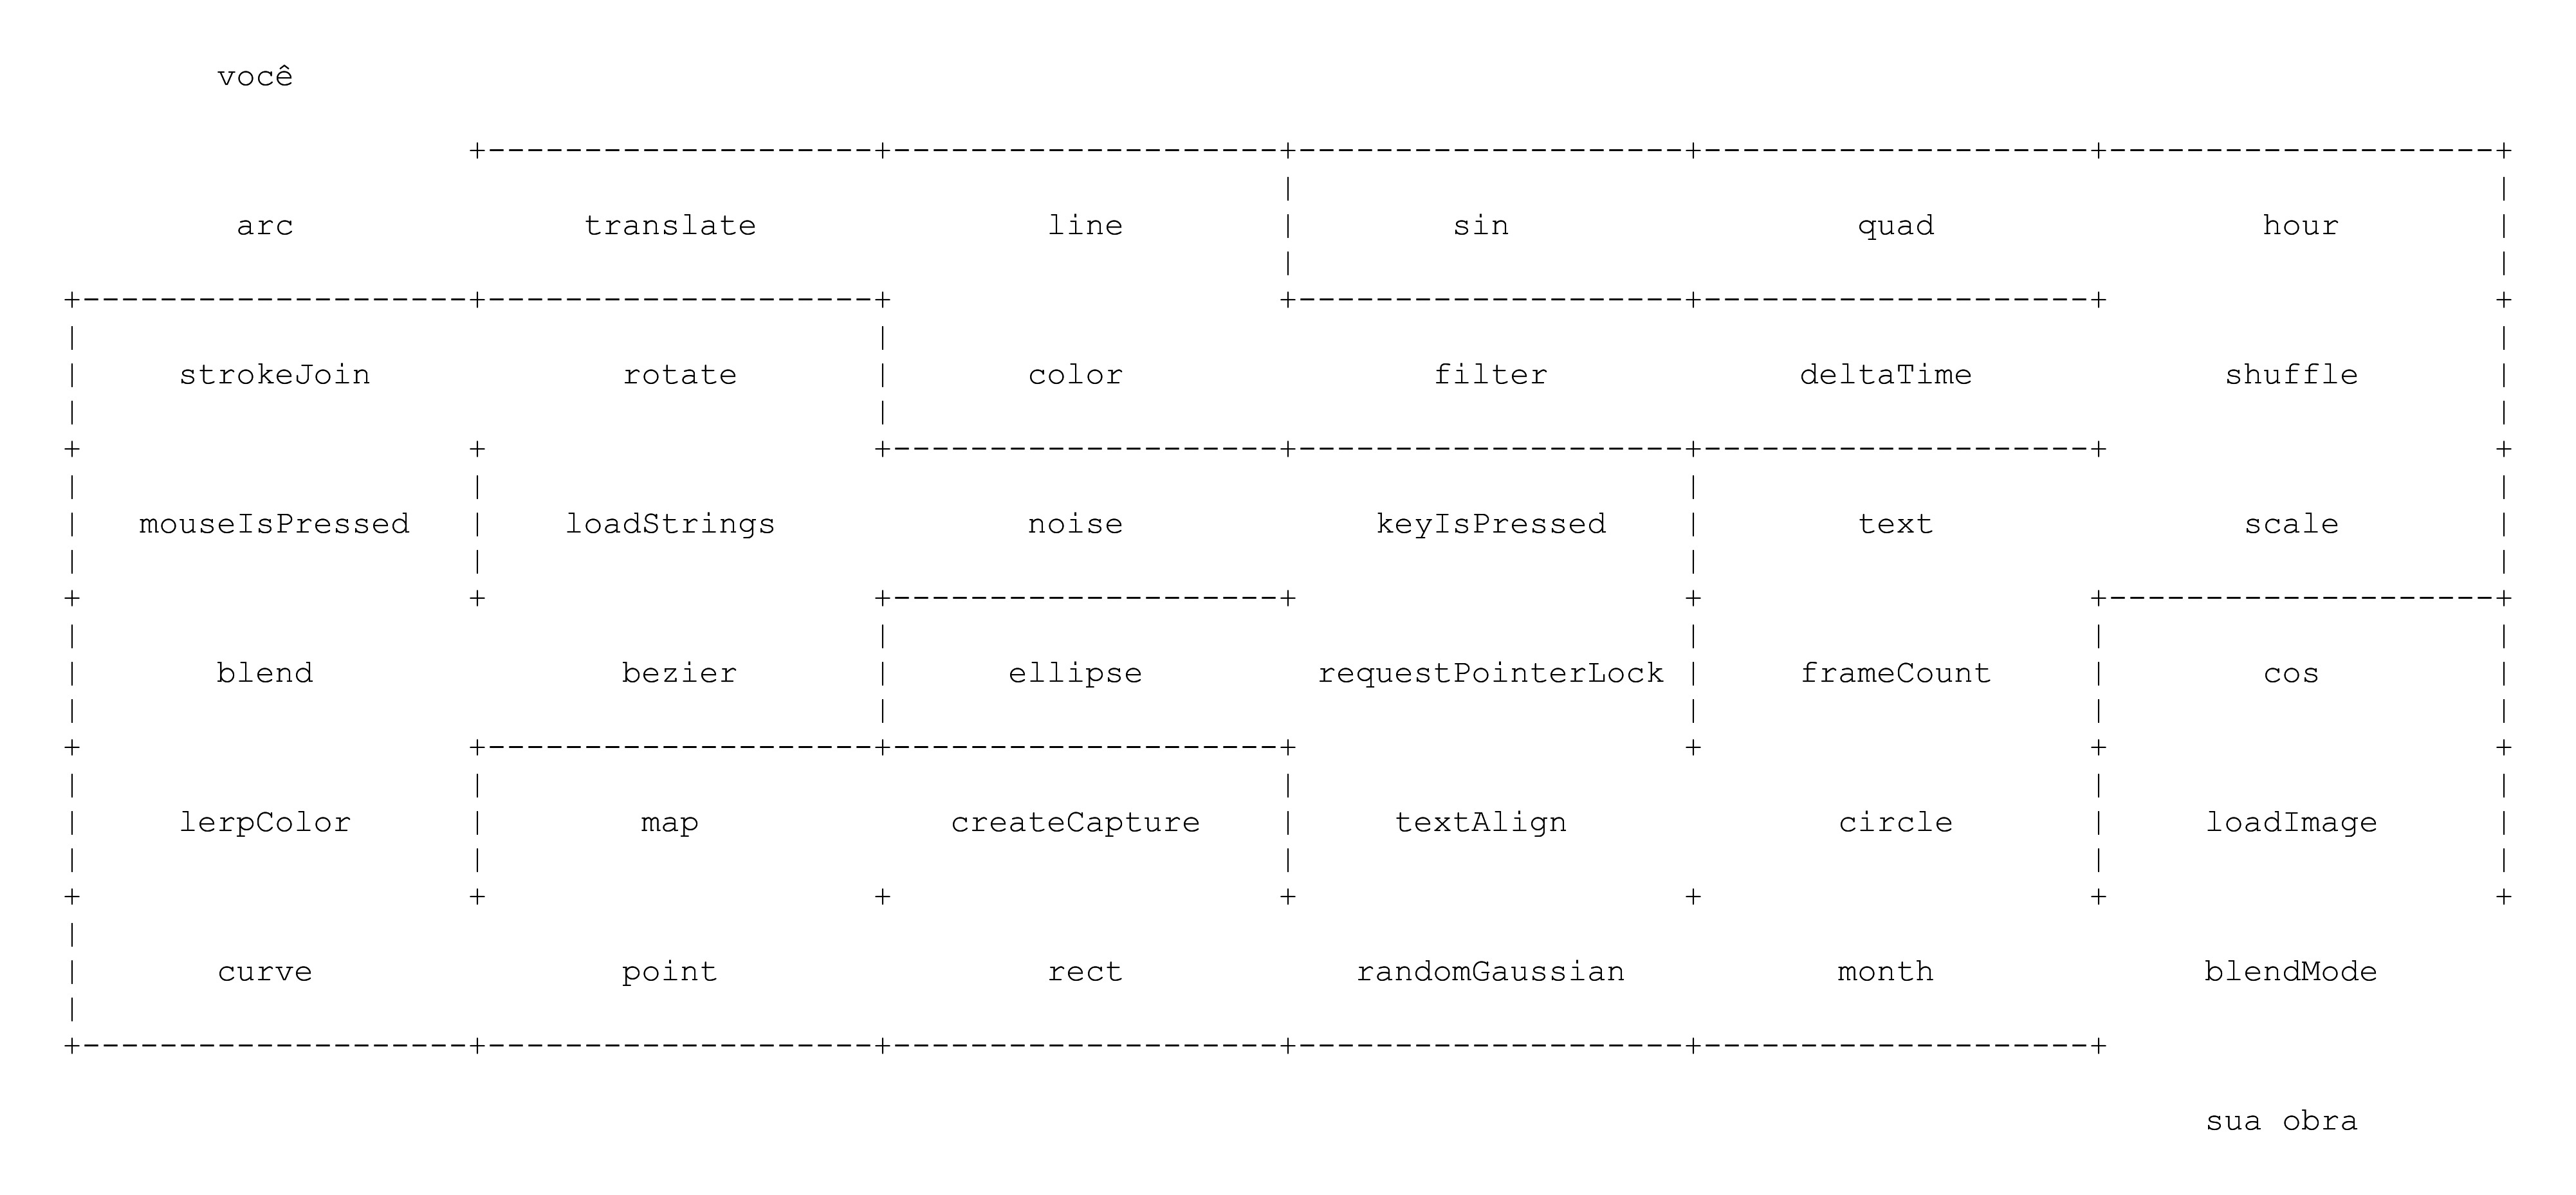 você
arc translate line sin quad hour
strokeJoin rotate color filter deltaTime shuffle
mouseIsPressed loadStrings noise keyIsPressed text scale
blend bezier ellipse requestPointerLock frameCount cos
lerpColor map createCapture textAlign circle loadImage
curve point rect randomGaussian month blendMode
sua obra